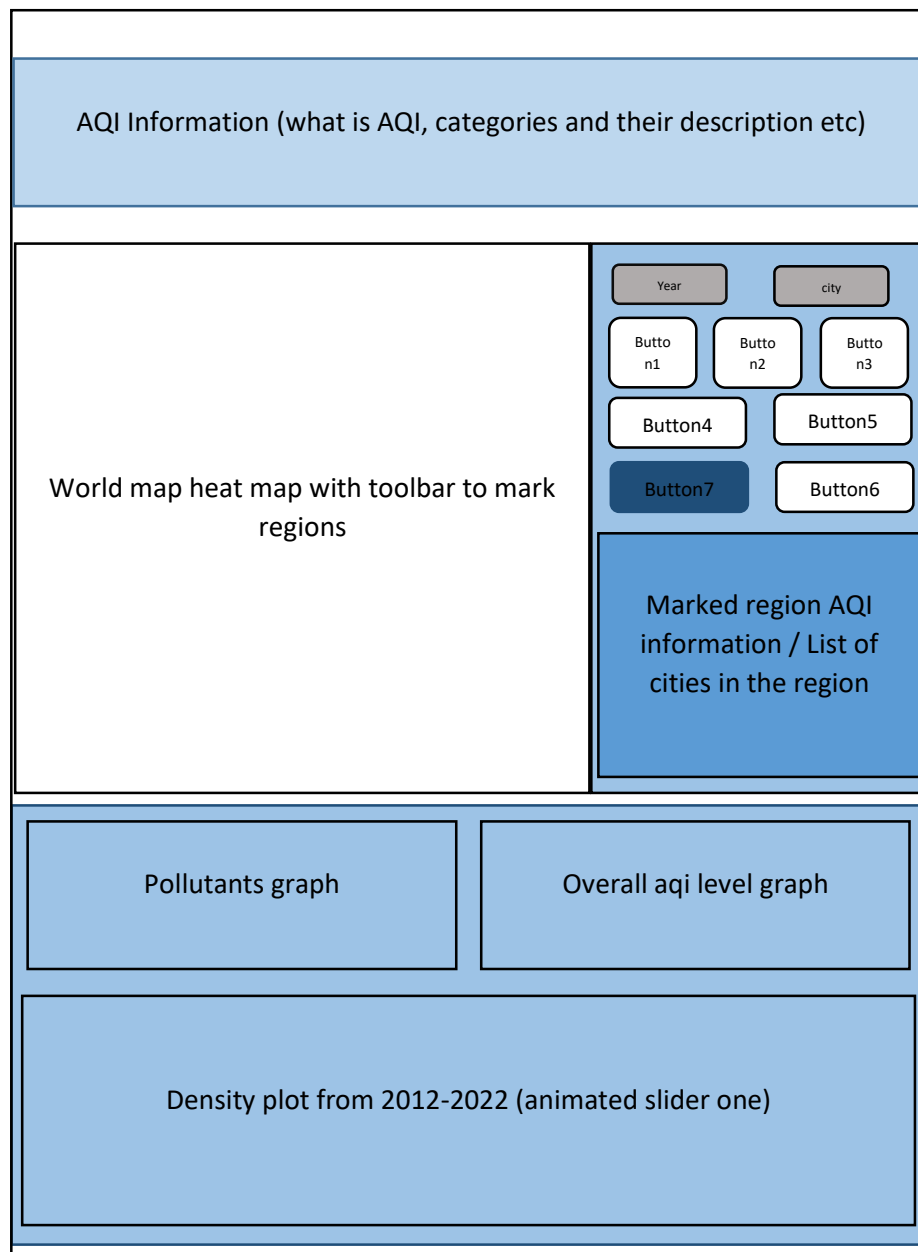 AQI Information (what is AQI, categories and their description etc)
World map heat map with toolbar to mark
regions
Year
city
Butto
n1
Butto
n2
Butto
n3
Button4
Button5
Button7
Button6
Marked region AQI
information / List of
cities in the region
Pollutants graph
Overall aqi level graph
Density plot from 2012-2022 (animated slider one)